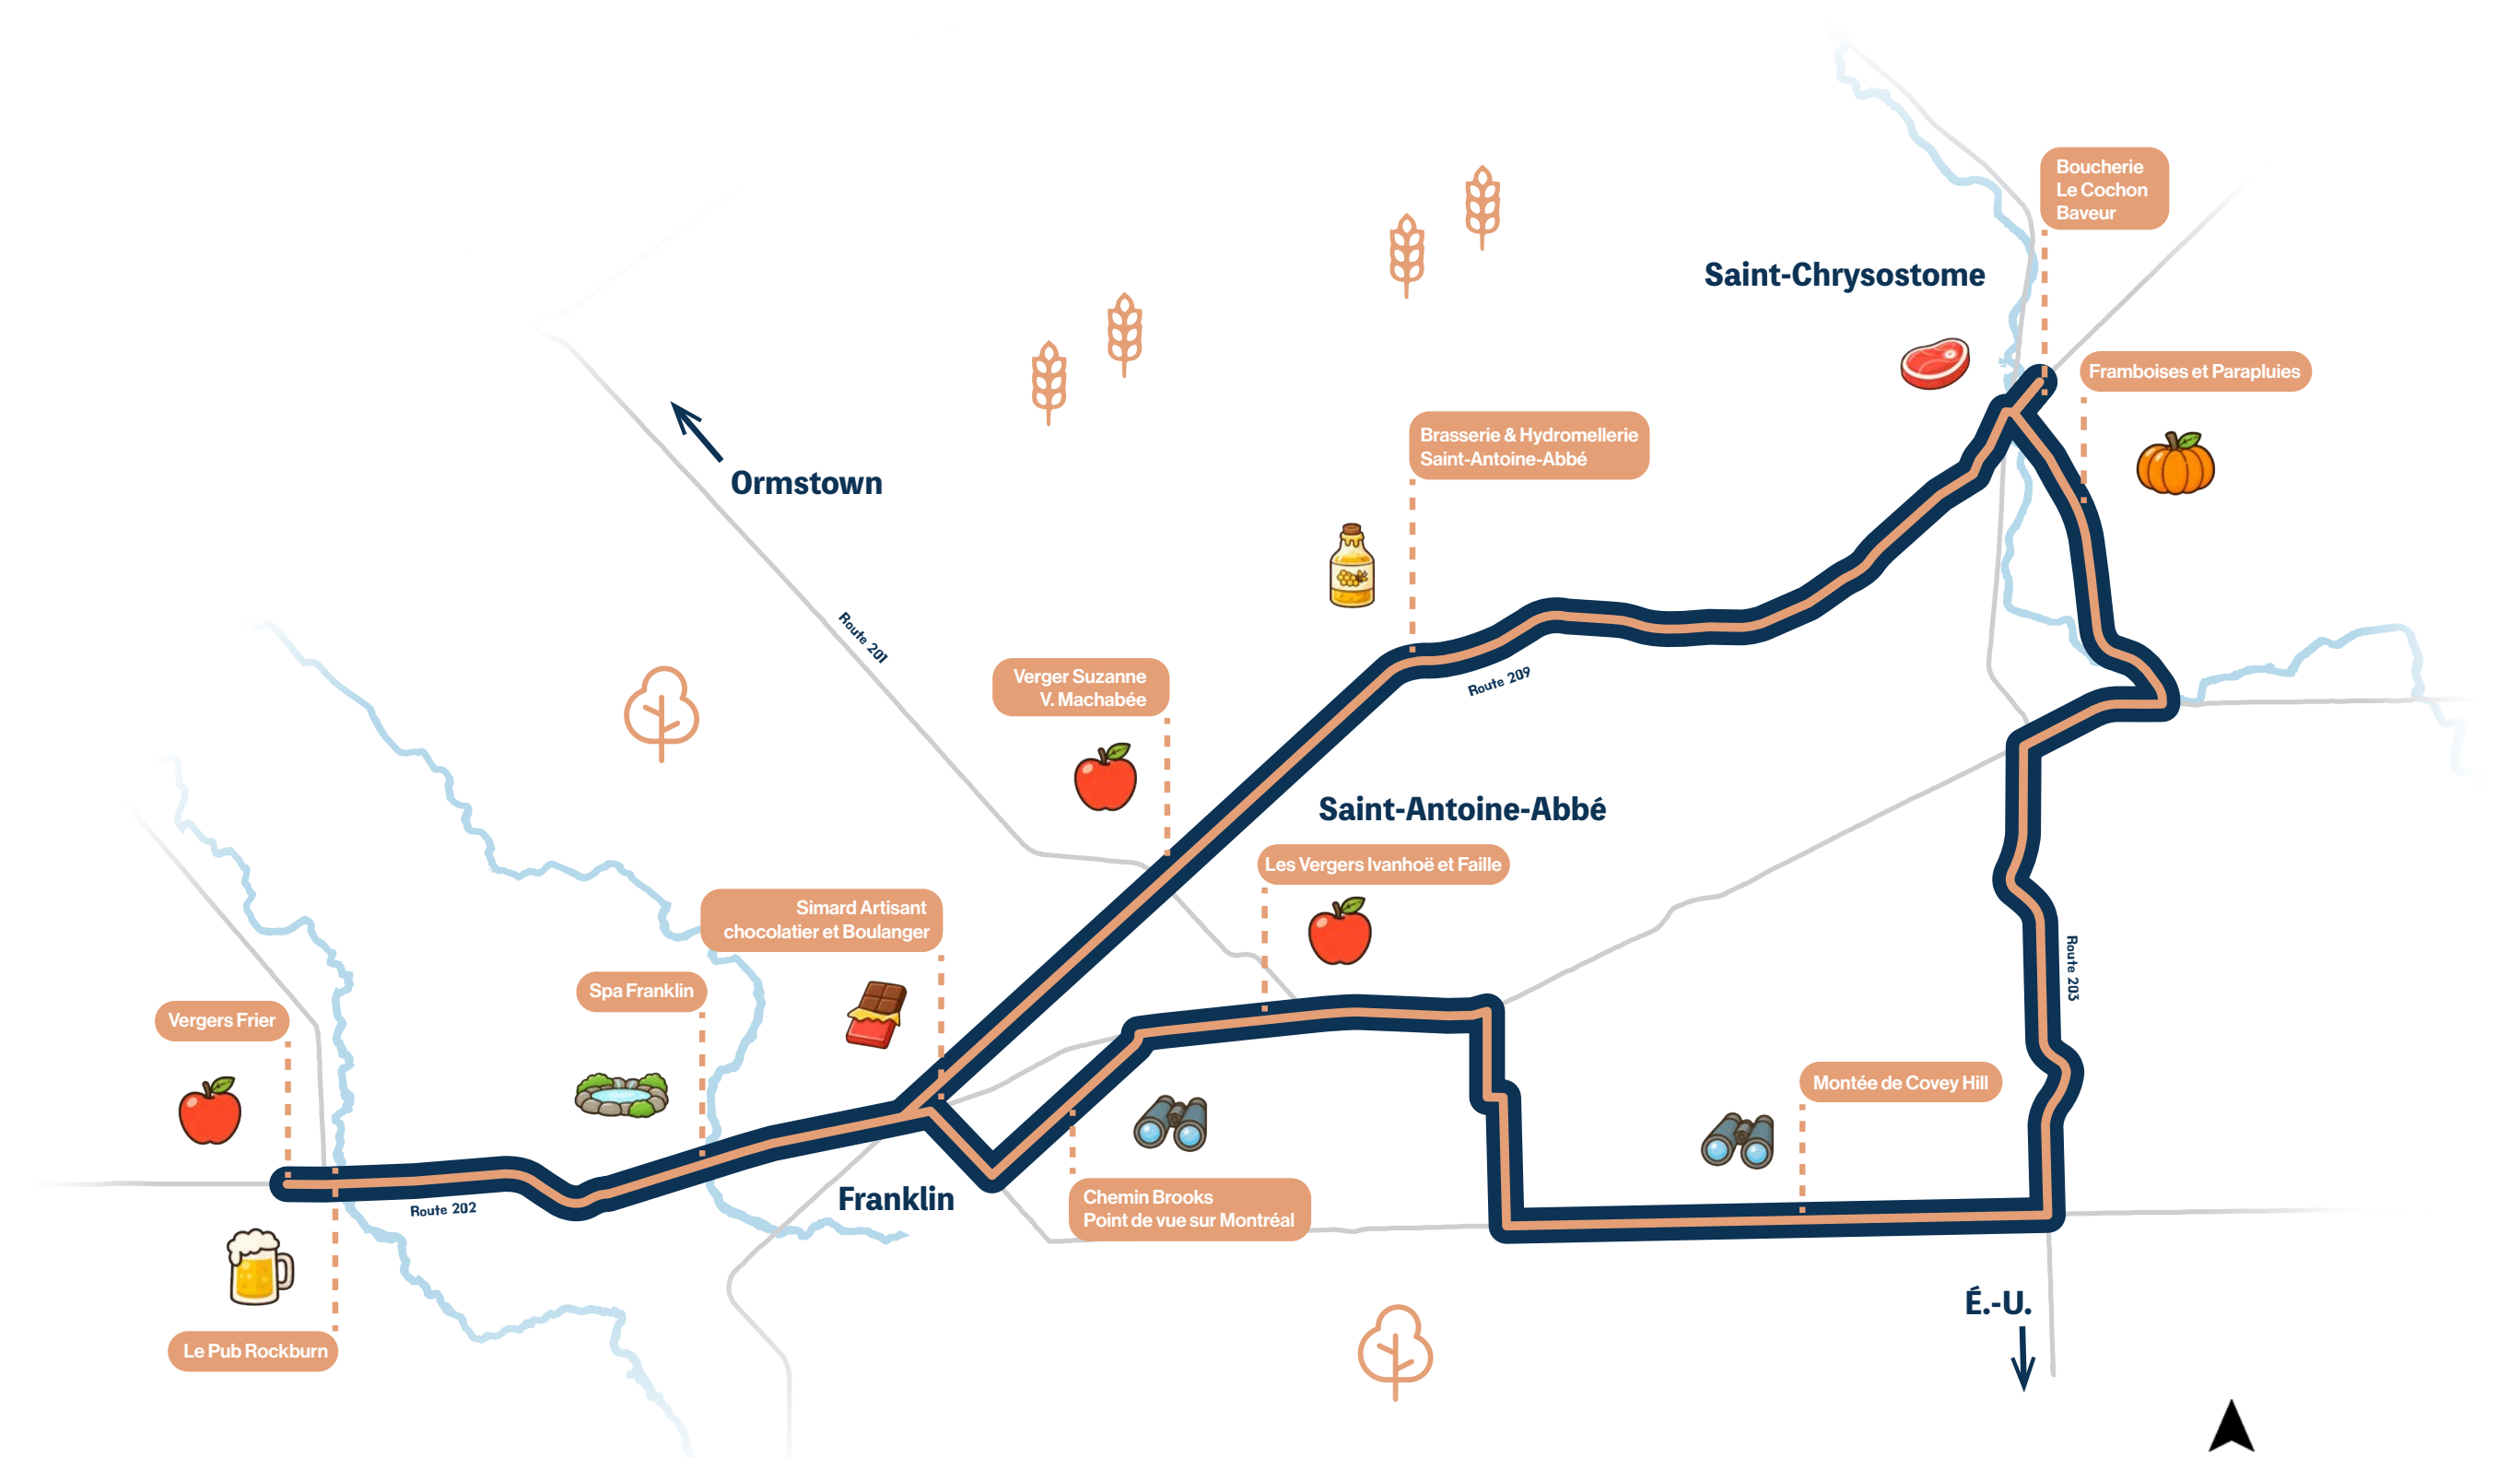 Boucherie
Le Cochon
Baveur
Saint-Chrysostome
Framboises et Parapluies
Brasserie & Hydromellerie
Saint-Antoine-Abbé
Ormstown
Route 201
Route 209
Verger Suzanne
V. Machabée
Saint-Antoine-Abbé
Les Vergers Ivanhoë et Faille
Simard Artisant
chocolatier et Boulanger
Spa Franklin
Vergers Frier
Route 203
Montée de Covey Hill
Chemin Brooks
Point de vue sur Montréal
Franklin
Route 202
Le Pub Rockburn
É.-U.